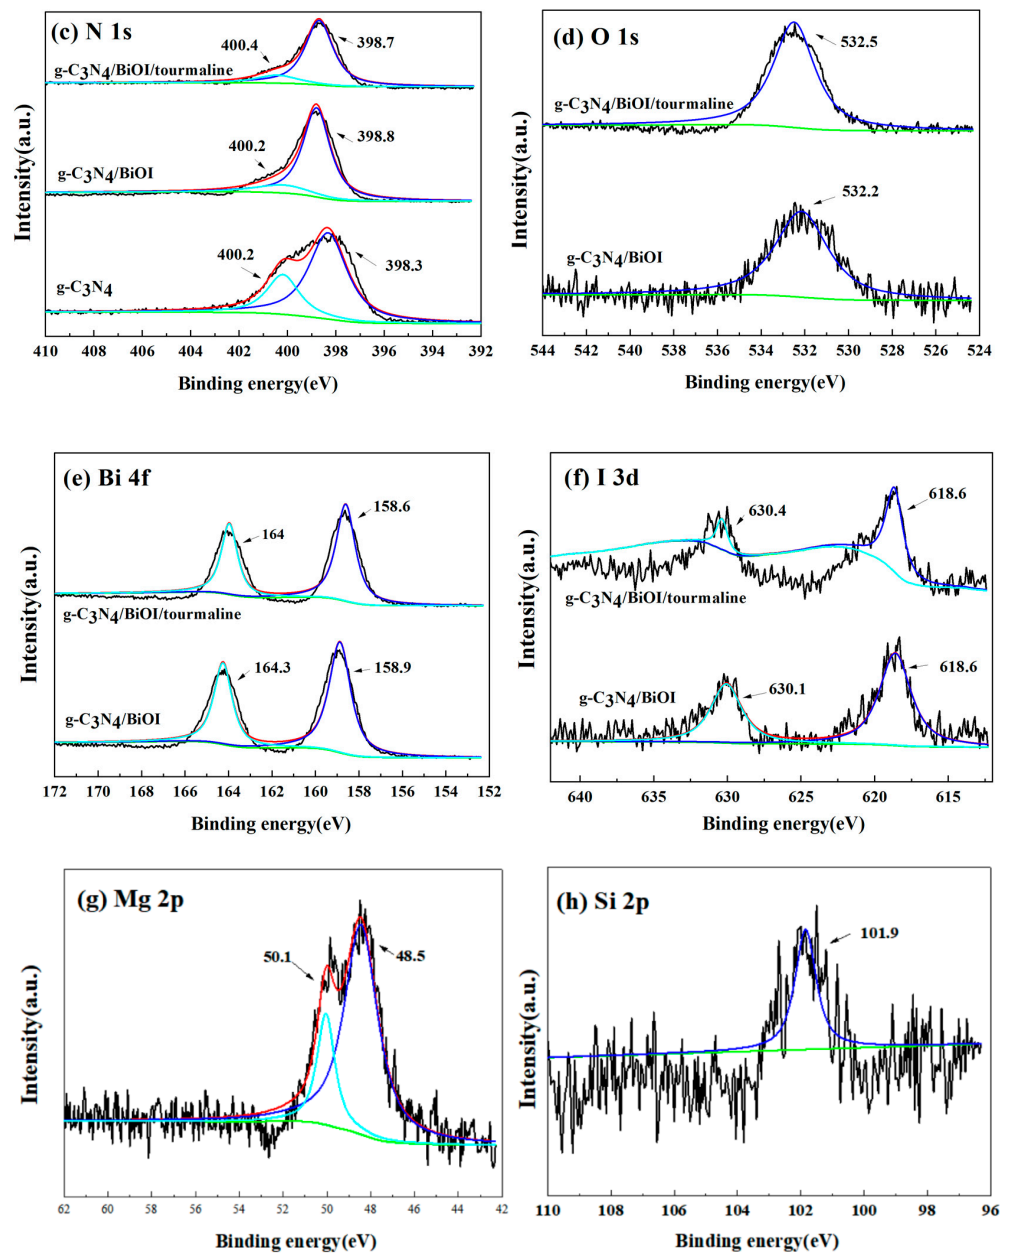 (c) N 1s
400.4
398.7
g-C3N4/BiOI/tourmaline
400.2
398.8
g-C3N4/BiOI
400.2
398.3
g-C3N4
Intensity(a.u.)
410 408 406 404 402 400 398 396 394 392
Binding energy(eV)
(d) O 1s
532.5
g-C3N4/BiOI/tourmaline
532.2
g-C3N4/BiOI
Intensity(a.u.)
544 542 540 538 536 534 532 530 528 526 524
Binding energy(eV)
(e) Bi 4f
158.6
164
g-C3N4/BiOI/tourmaline
164.3
158.9
g-C3N4/BiOI
Intensity(a.u.)
172 170 168 166 164 162 160 158 156 154 152
Binding energy(eV)
(f) I 3d
618.6
630.4
g-C3N4/BiOI/tourmaline
618.6
630.1
g-C3N4/BiOI
Intensity(a.u.)
640 635 630 625 620 615
Binding energy(eV)
(g) Mg 2p
50.1
48.5
Intensity(a.u.)
62 60 58 56 54 52 50 48 46 44 42
Binding energy(eV)
(h) Si 2p
101.9
Intensity(a.u.)
110 108 106 104 102 100 98 96
Binding energy(eV)